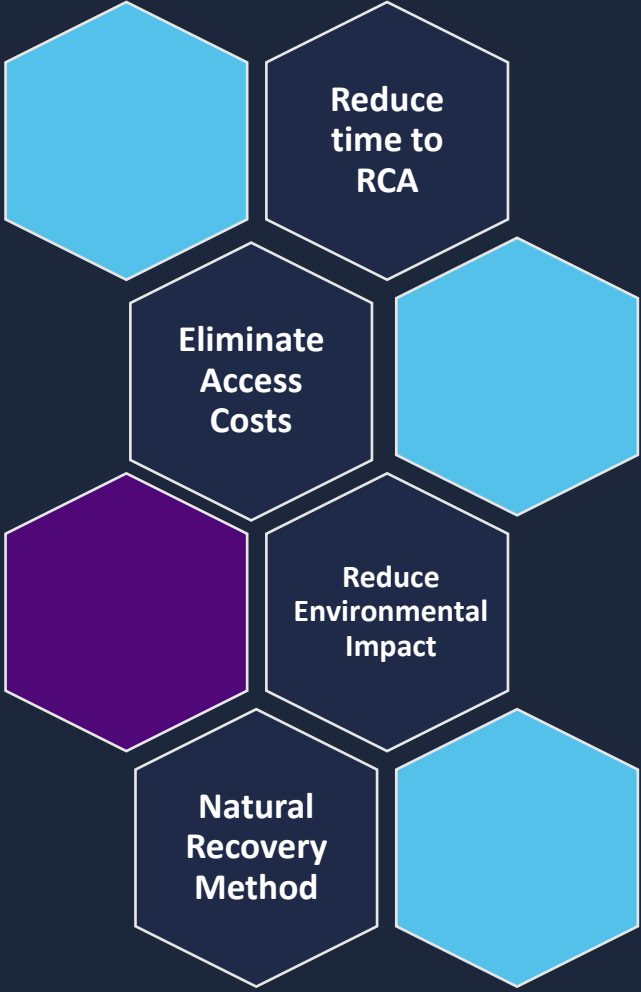 Reduce
time to
RCA
Eliminate
Access
Costs
Reduce
Environmental
Impact
Natural
Recovery
Method